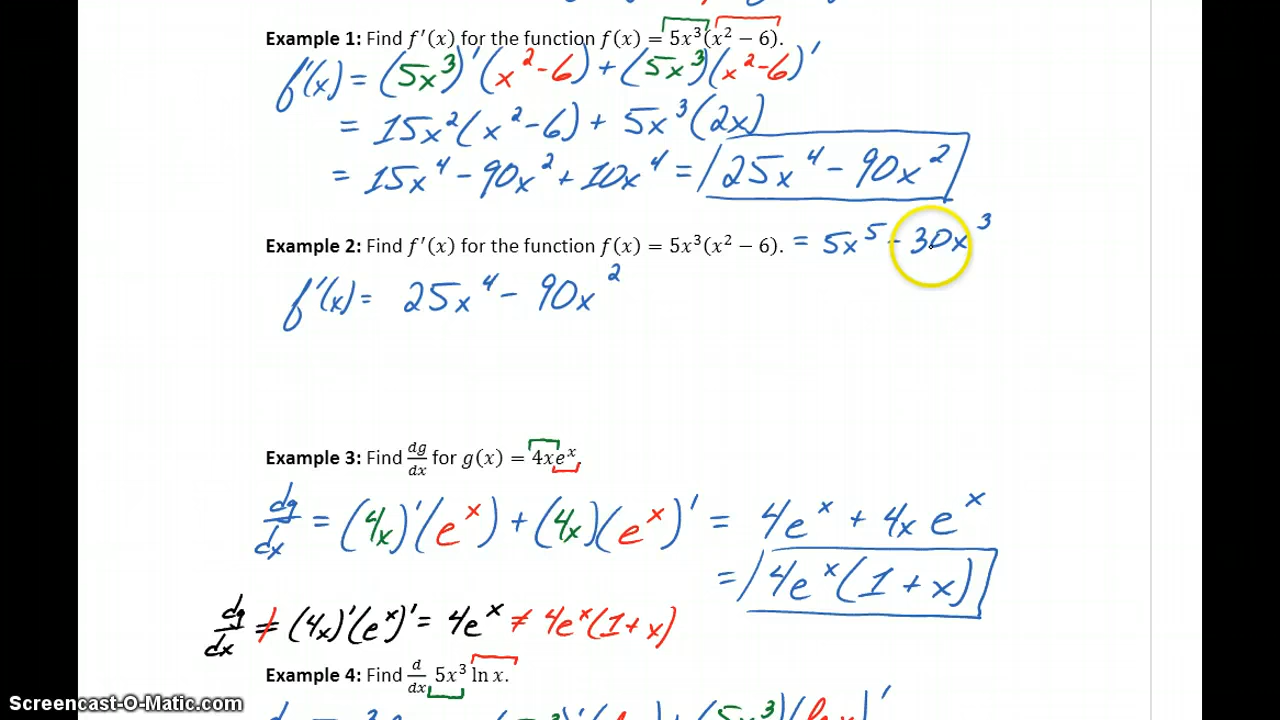 Example 1: Find f′(x) for the function f(x) = 5x³(x² − 6).
f'(x) = (5x³)'(x²-6) + (5x³)(x²-6)'
= 15x²(x²-6) + 5x³(2x)
= 15x⁴ - 90x² + 10x⁴ = 25x⁴ - 90x²
Example 2: Find f′(x) for the function f(x) = 5x³(x² − 6). = 5x⁵ - 30x³
f'(x) = 25x⁴ - 90x²
Example 3: Find dg/dx for g(x) = 4xeˣ.
dg/dx = (4x)'(eˣ) + (4x)(eˣ)' = 4eˣ + 4xeˣ
= 4eˣ(1+x)
dg/dx ≠ (4x)'(eˣ)' = 4eˣ ≠ 4eˣ(1+x)
Example 4: Find d/dx 5x³ ln x.
Screencast-O-Matic.com